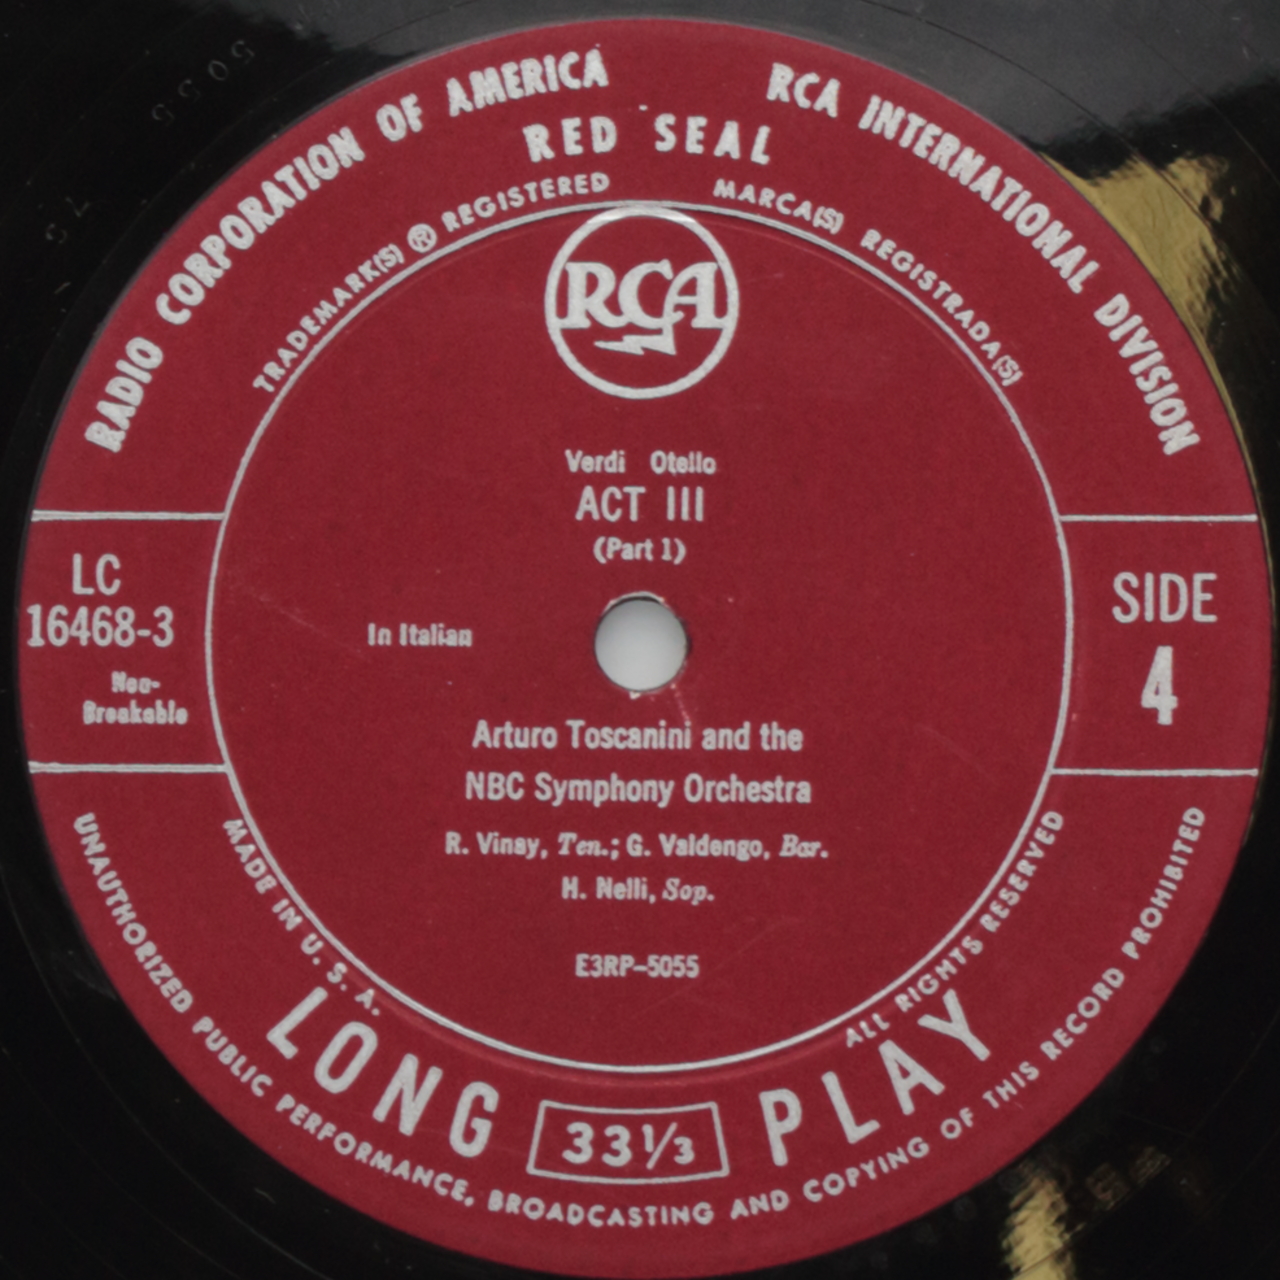 RADIO CORPORATION OF AMERICA
RCA INTERNATIONAL DIVISION
RED SEAL
TRADEMARK(S) ® REGISTERED
MARCA(S) REGISTRADA(S)
RCA
Verdi Otello
ACT III
(Part 1)
LC
16468-3
Non-
Breakable
In Italian
SIDE
4
Arturo Toscanini and the
NBC Symphony Orchestra
R. Vinay, Ten.; G. Valdengo, Bar.
H. Nelli, Sop.
E3RP-5055
MADE IN U. S. A.
ALL RIGHTS RESERVED
LONG 33⅓ PLAY
UNAUTHORIZED PUBLIC PERFORMANCE, BROADCASTING AND COPYING OF THIS RECORD PROHIBITED